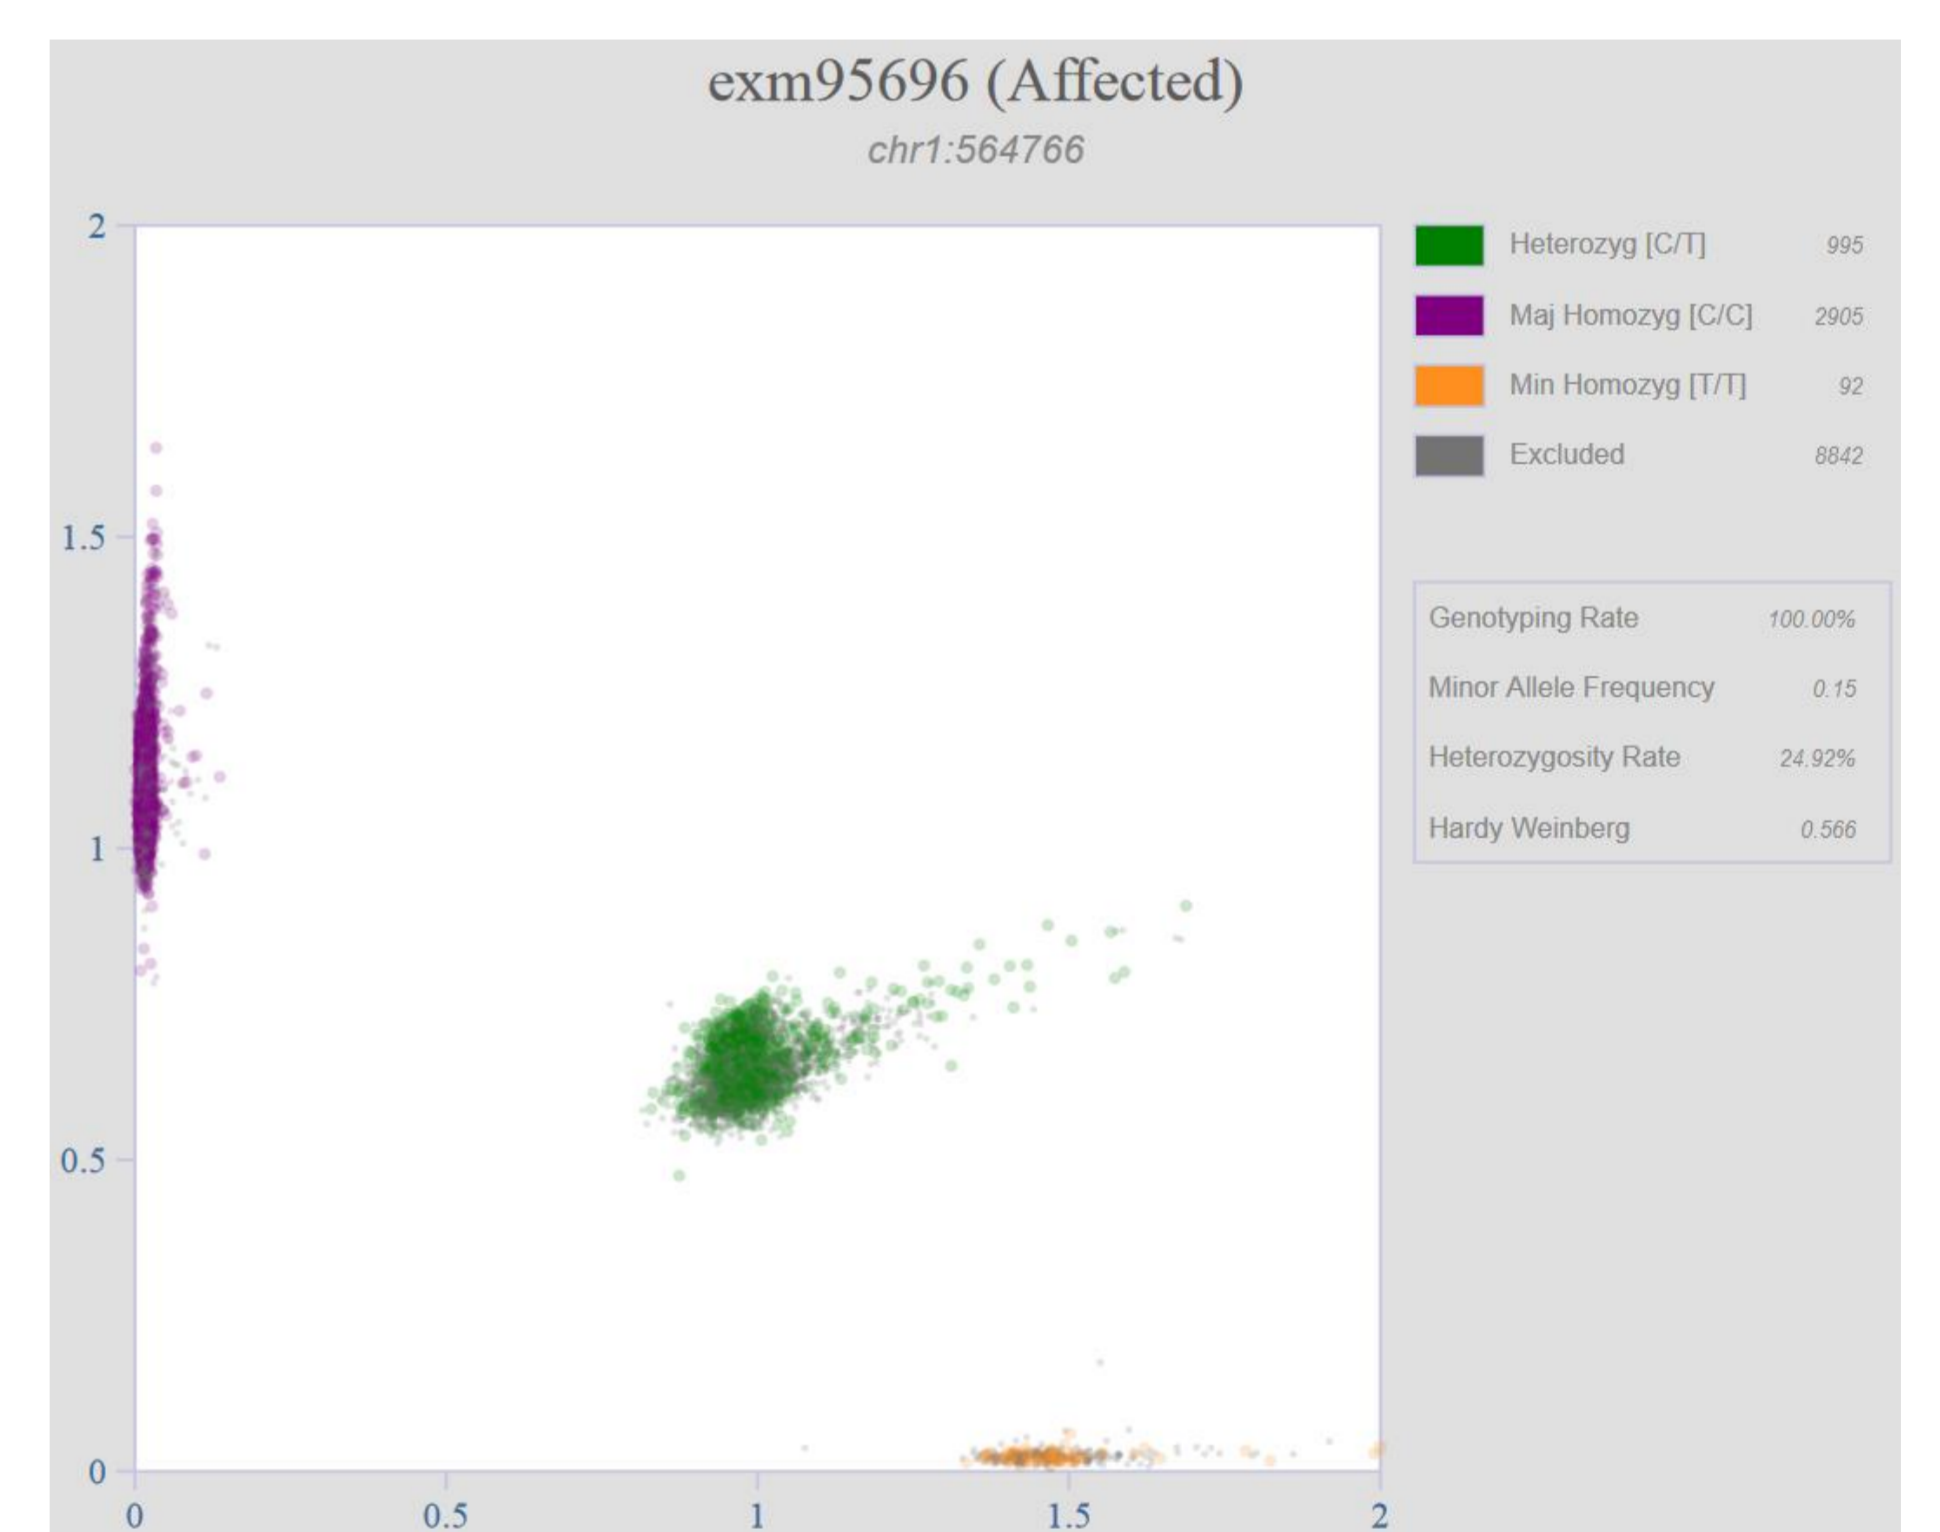 exm95696 (Affected)
chr1:564766
2
1.5
1
0.5
0
0
0.5
1
1.5
2
Heterozyg [C/T] 995
Maj Homozyg [C/C] 2905
Min Homozyg [T/T] 92
Excluded 8842
Genotyping Rate 100.00%
Minor Allele Frequency 0.15
Heterozygosity Rate 24.92%
Hardy Weinberg 0.566